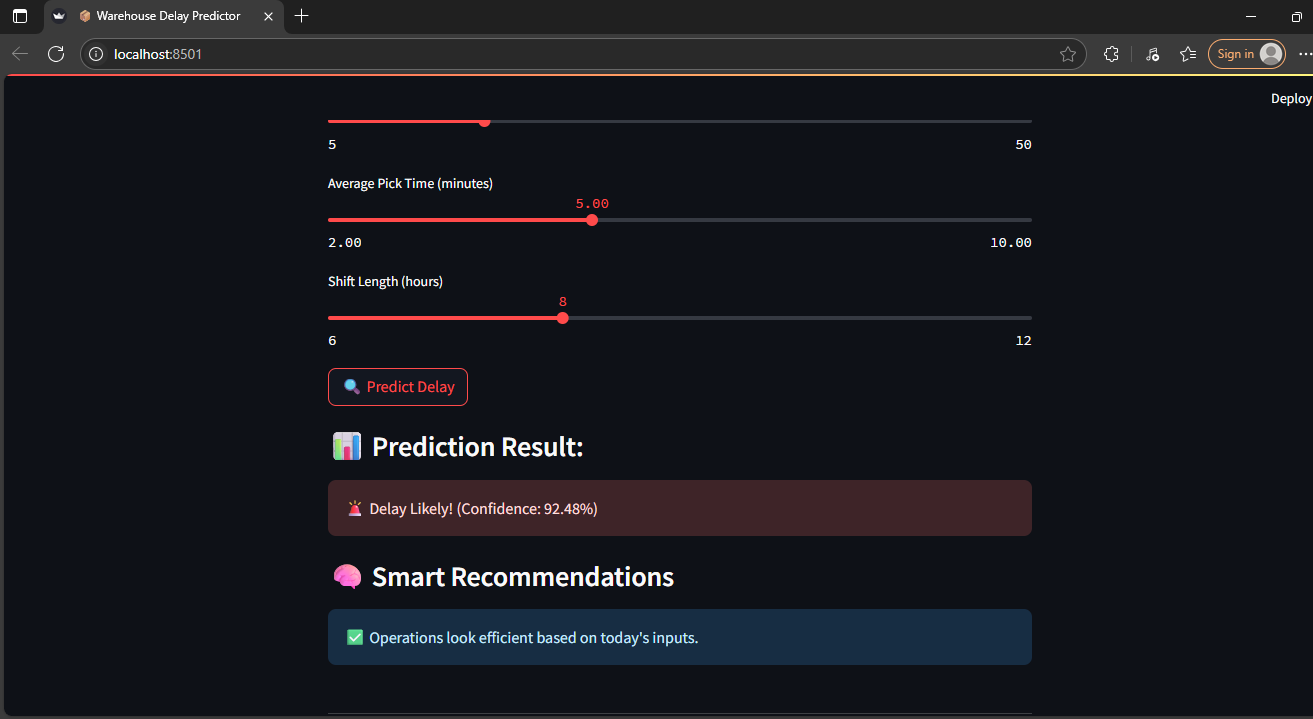 Warehouse Delay Predictor
localhost:8501
Sign in
Deploy
5 50
Average Pick Time (minutes)
5.00
2.00 10.00
Shift Length (hours)
8
6 12
Predict Delay
Prediction Result:
Delay Likely! (Confidence: 92.48%)
Smart Recommendations
Operations look efficient based on today's inputs.